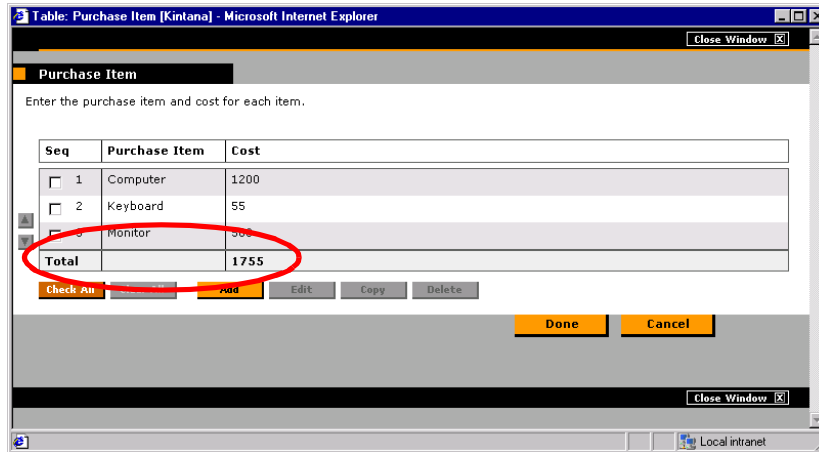 Table: Purchase Item [Kintana] - Microsoft Internet Explorer
Close Window X
Purchase Item
Enter the purchase item and cost for each item.
Seq Purchase Item Cost
1 Computer 1200
2 Keyboard 55
3 Monitor 500
Total 1755
Check All Add Edit Copy Delete
Done Cancel
Close Window X
Local intranet